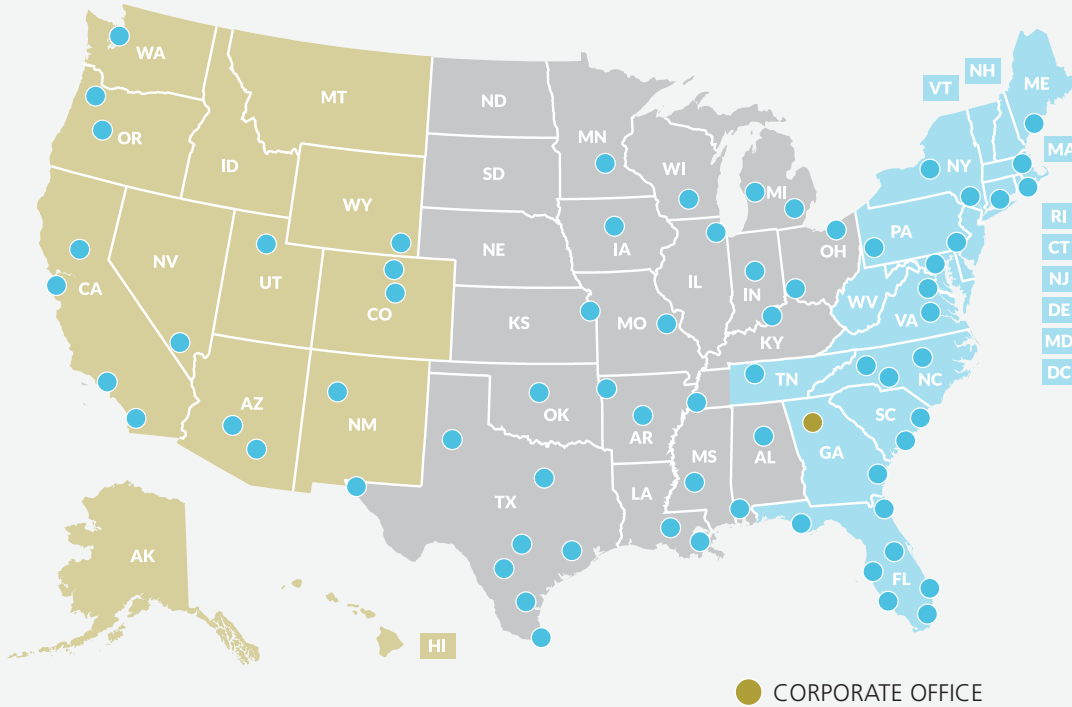 WA
MT
ND
MN
VT
NH
ME
OR
ID
SD
WI
MI
NY
MA
WY
NE
IA
PA
RI
NV
UT
CO
CA
KS
MO
IL
IN
OH
KY
WV
VA
CT
NJ
DE
MD
DC
AZ
NM
OK
AR
TN
NC
TX
LA
MS
AL
GA
SC
FL
AK
HI
CORPORATE OFFICE